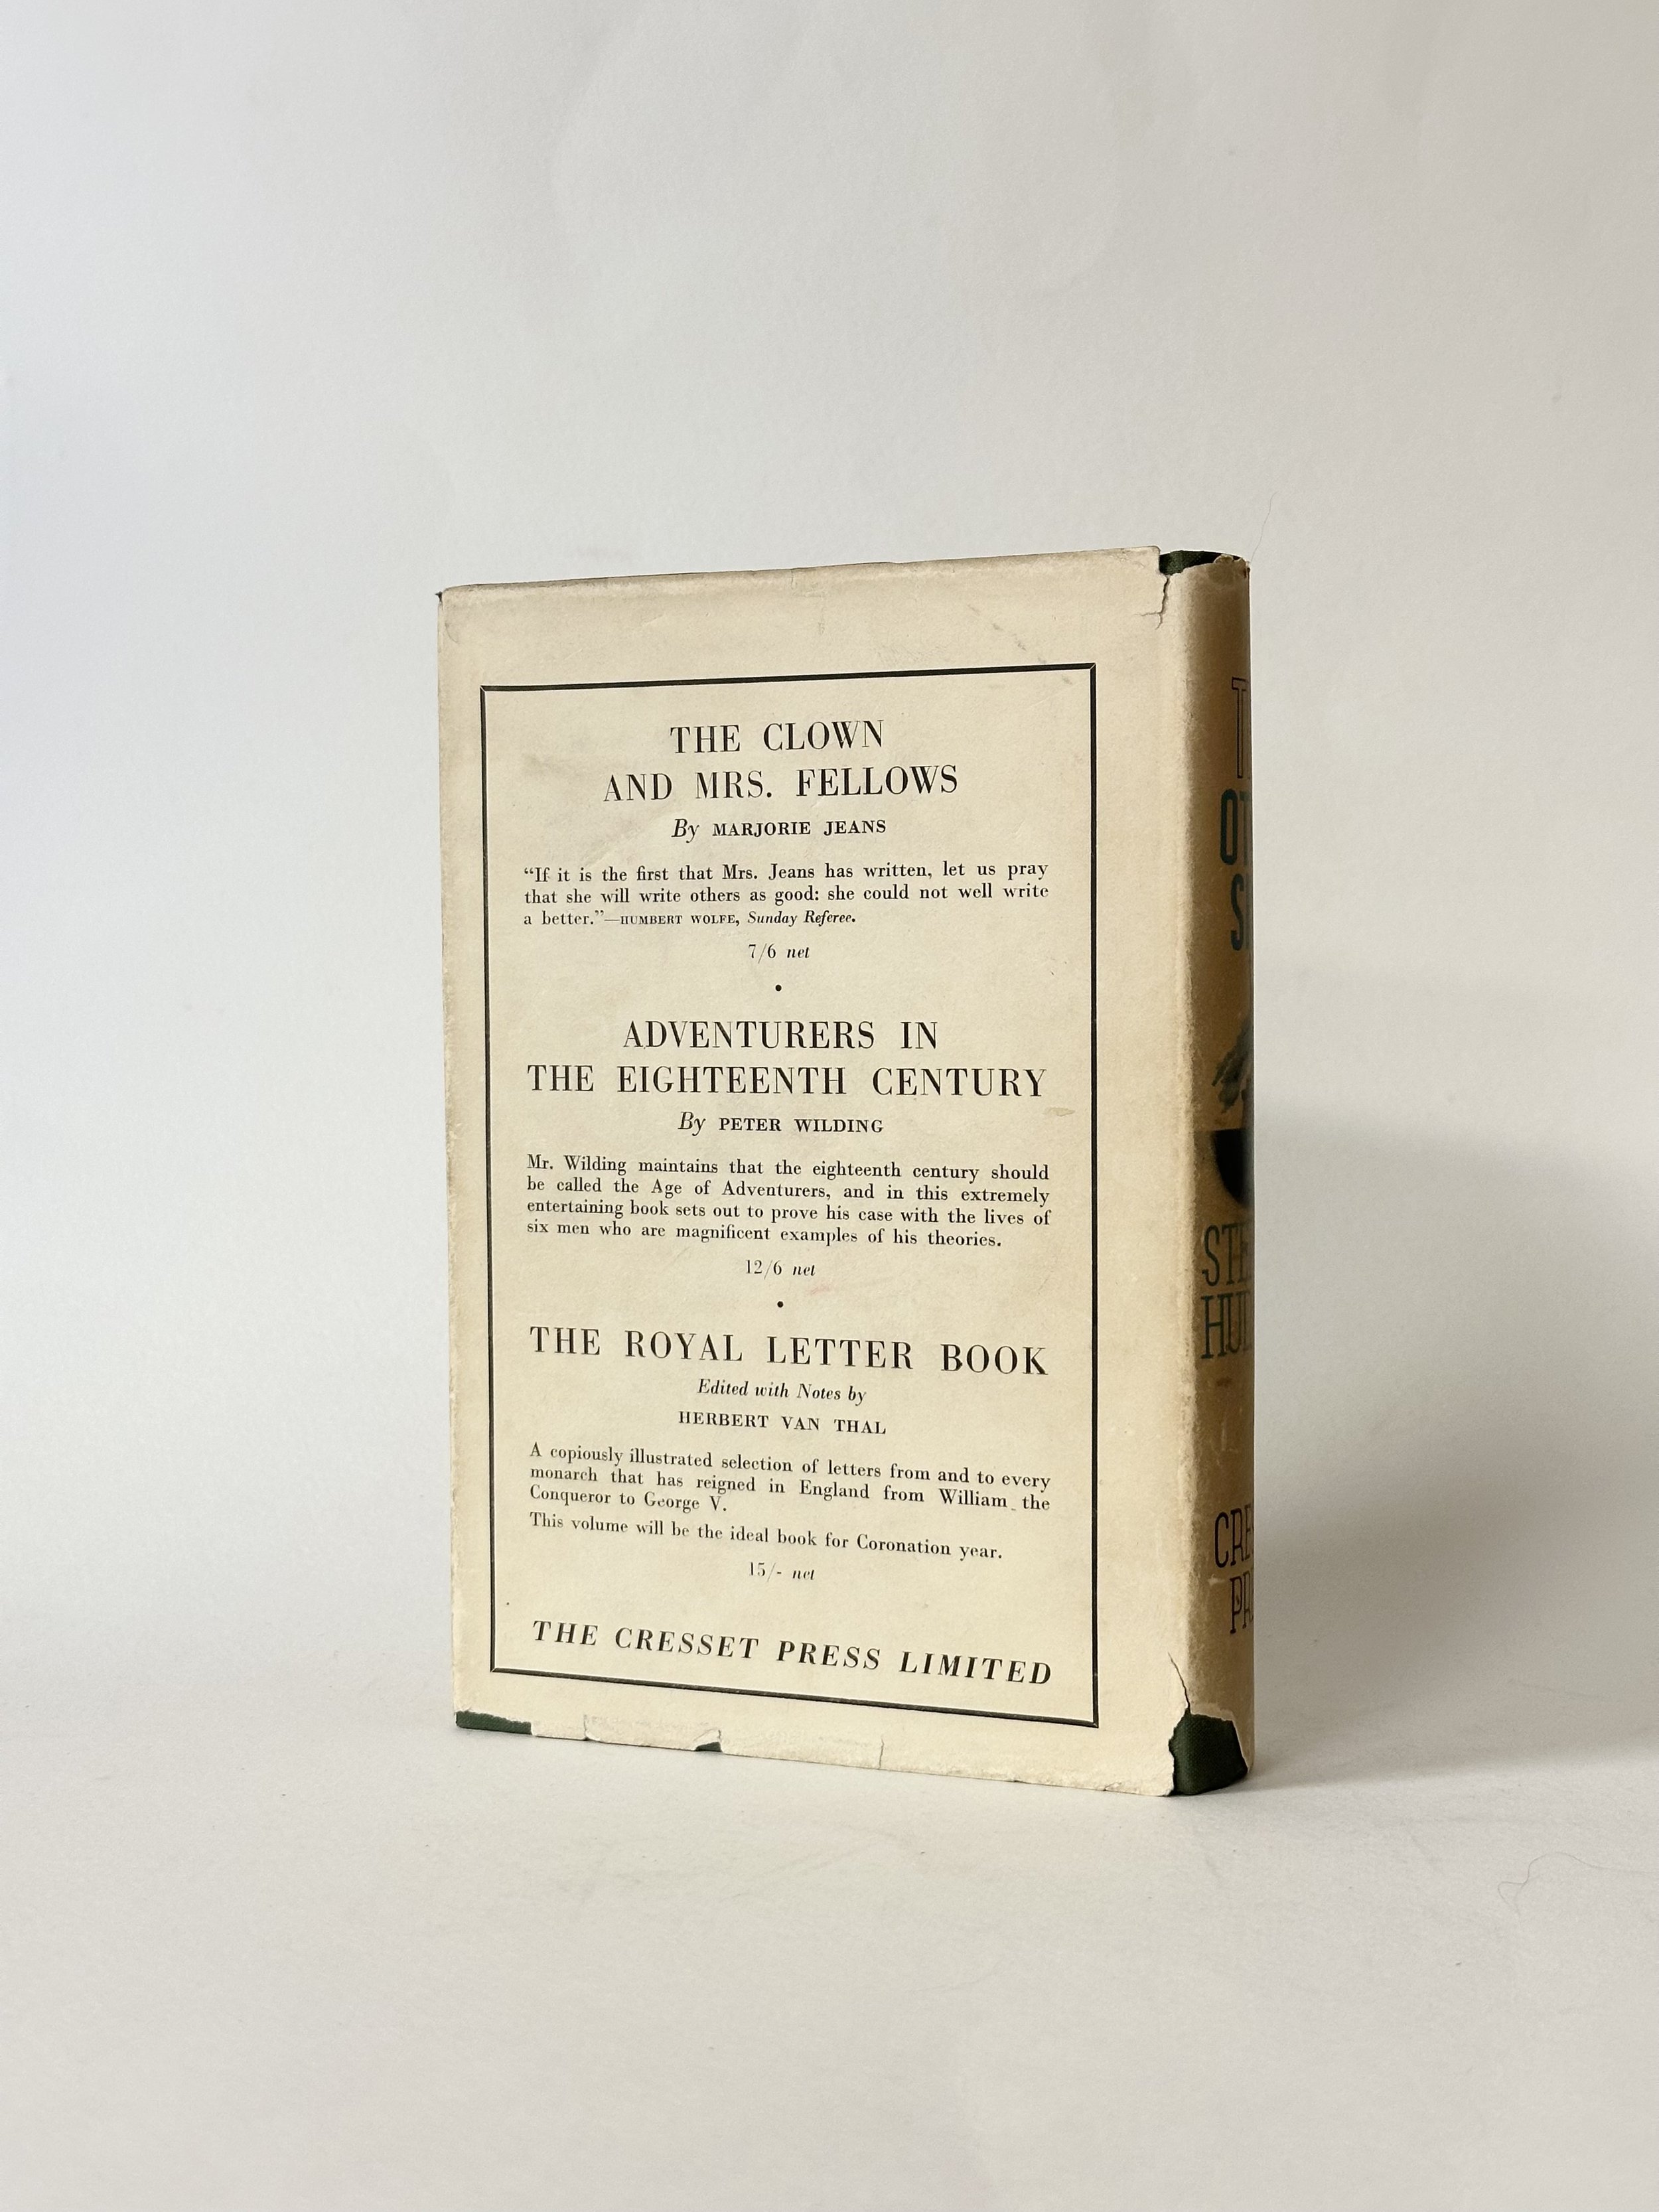 THE CLOWN
AND MRS. FELLOWS
By MARJORIE JEANS
“If it is the first that Mrs. Jeans has written, let us pray
that she will write others as good: she could not well write
a better.”—HUMBERT WOLFE, Sunday Referee.
7/6 net
•
ADVENTURERS IN
THE EIGHTEENTH CENTURY
By PETER WILDING
Mr. Wilding maintains that the eighteenth century should
be called the Age of Adventurers, and in this extremely
entertaining book sets out to prove his case with the lives of
six men who are magnificent examples of his theories.
12/6 net
•
THE ROYAL LETTER BOOK
Edited with Notes by
HERBERT VAN THAL
A copiously illustrated selection of letters from and to every
monarch that has reigned in England from William the
Conqueror to George V.
This volume will be the ideal book for Coronation year.
15/- net
THE CRESSET PRESS LIMITED